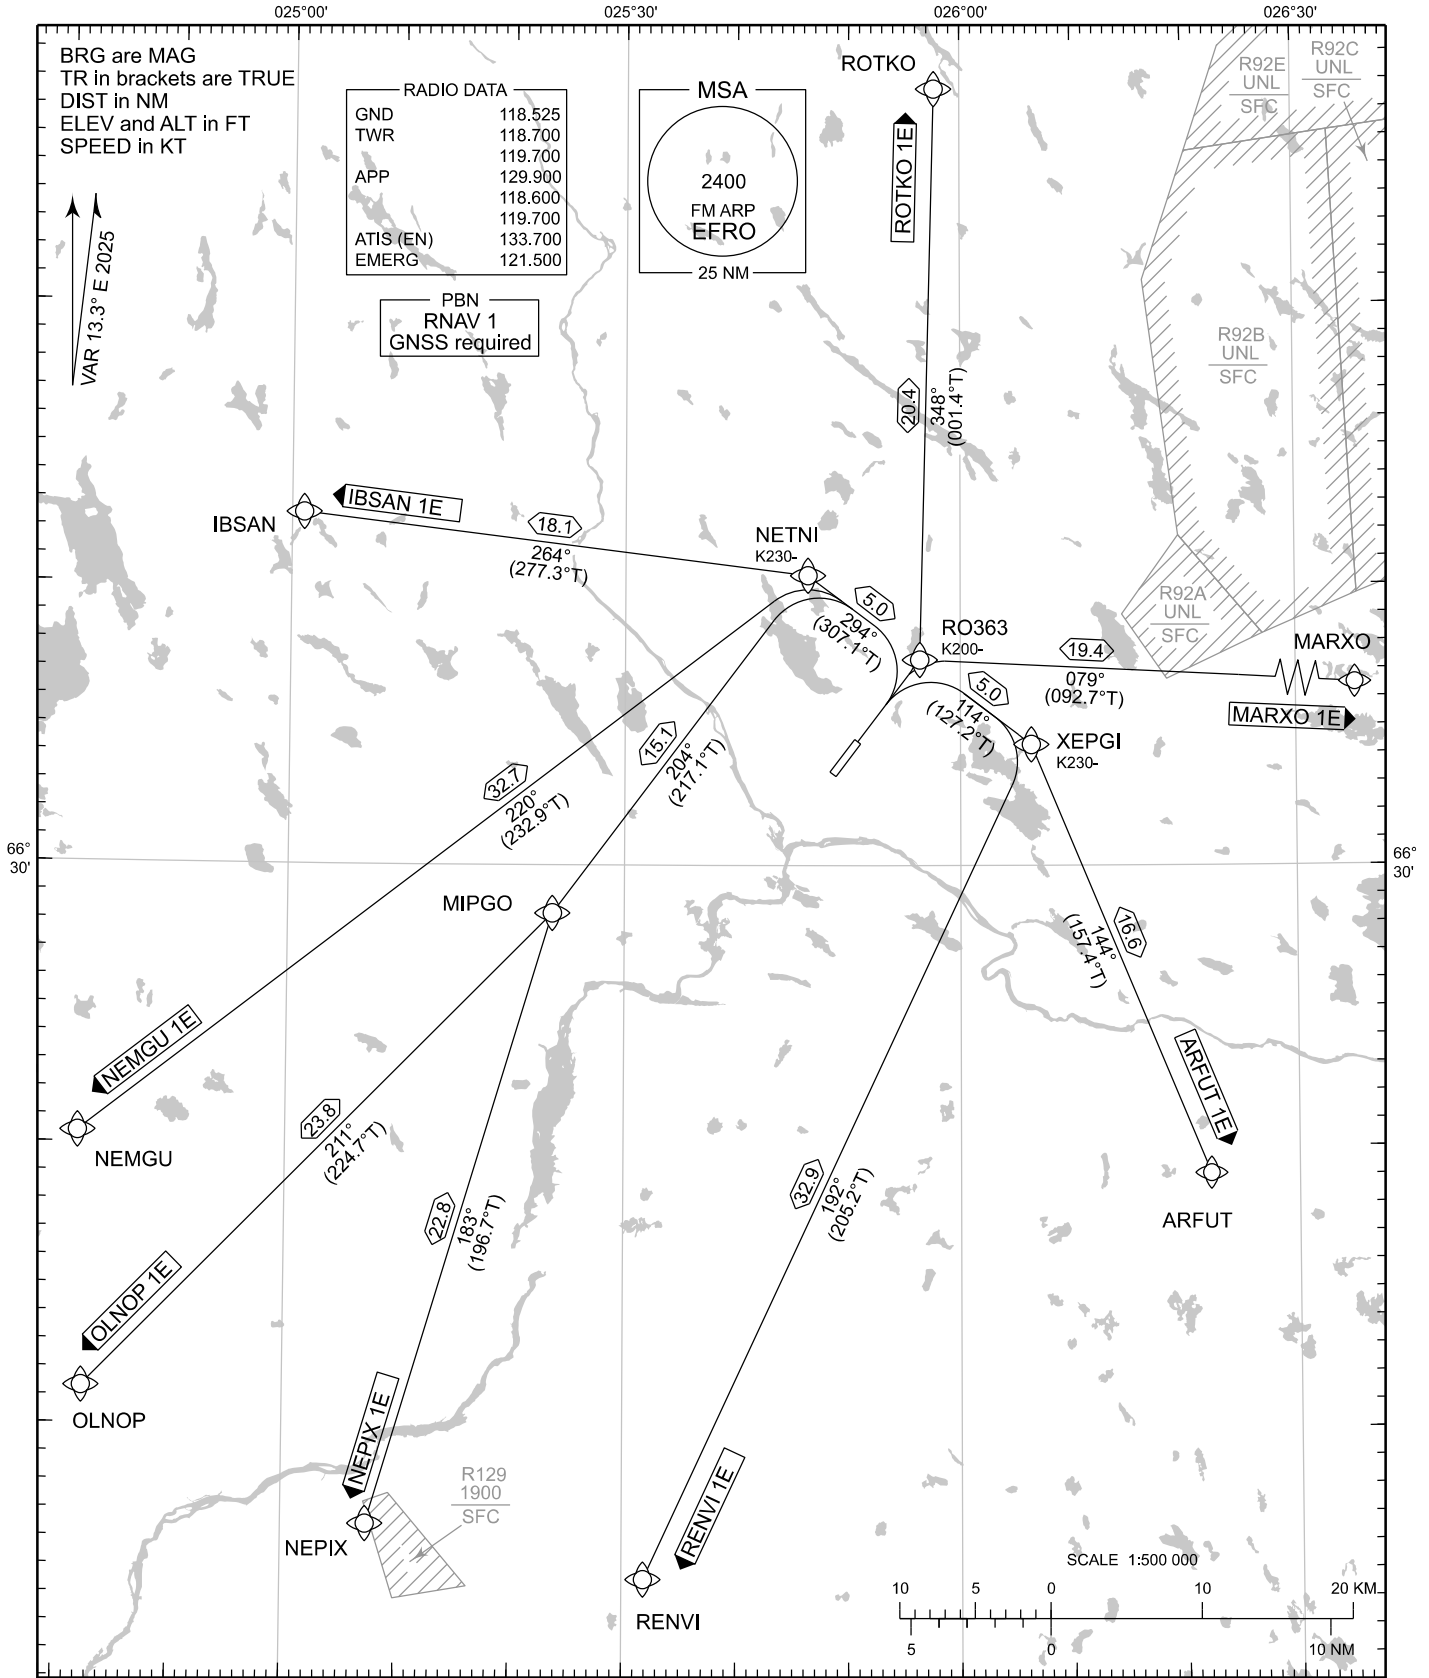 025°00'
025°30'
026°00'
026°30'
BRG are MAG
TR in brackets are TRUE
DIST in NM
ELEV and ALT in FT
SPEED in KT
VAR 13.3° E 2025
RADIO DATA
GND 118.525
TWR 118.700
119.700
APP 129.900
118.600
119.700
ATIS (EN) 133.700
EMERG 121.500
PBN
RNAV 1
GNSS required
MSA
2400
FM ARP
EFRO
25 NM
ROTKO
ROTKO 1E
20.4
348°
(001.4°T)
R92E
UNL
SFC
R92C
UNL
SFC
R92B
UNL
SFC
R92A
UNL
SFC
IBSAN
IBSAN 1E
18.1
264°
(277.3°T)
NETNI
K230-
5.0
294°
(307.1°T)
RO363
K200-
19.4
079°
(092.7°T)
MARXO
MARXO 1E
5.0
114°
(127.2°T)
XEPGI
K230-
15.1
204°
(217.1°T)
32.7
220°
(232.9°T)
66°
30'
66°
30'
MIPGO
16.6
144°
(157.4°T)
NEMGU 1E
NEMGU
23.8
211°
(224.7°T)
ARFUT 1E
ARFUT
22.8
183°
(196.7°T)
32.9
192°
(205.2°T)
OLNOP 1E
OLNOP
NEPIX 1E
NEPIX
R129
1900
SFC
RENVI 1E
RENVI
SCALE 1:500 000
10 5 0 10 20 KM
5 0 10 NM